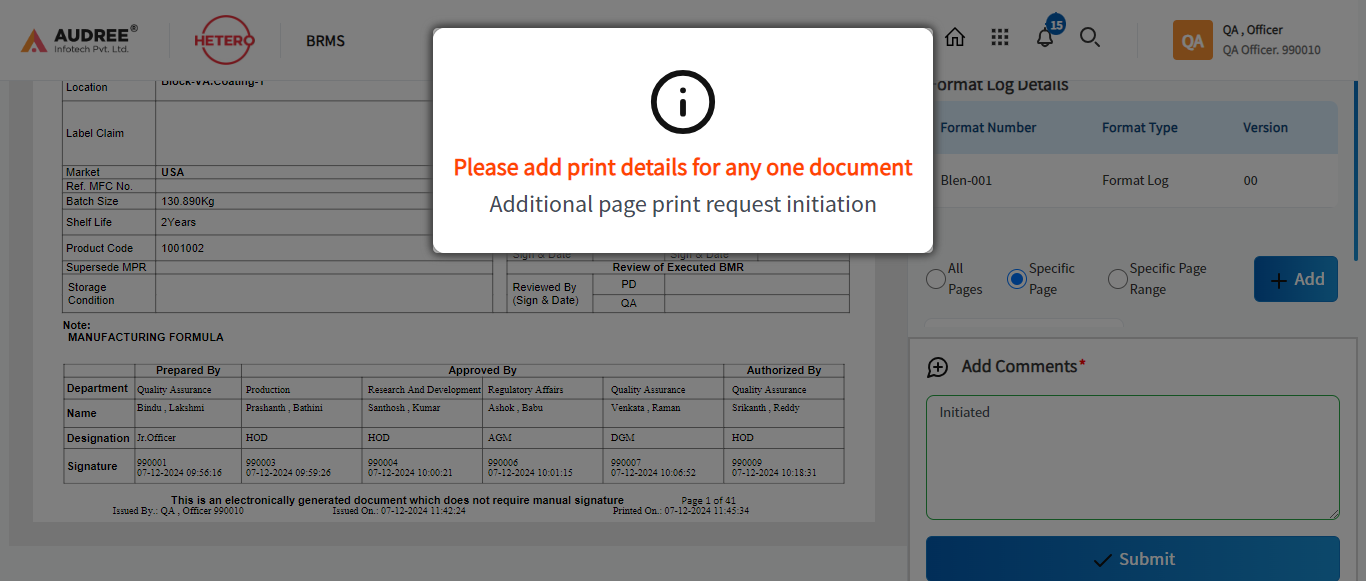 AUDREE®
Infotech Pvt. Ltd.
HETERO
BRMS
15
QA
QA , Officer
QA Officer. 990010
Please add print details for any one document
Additional page print request initiation
Location
Block-VA.Coating-1
Label Claim
Market
USA
Ref. MFC No.
Batch Size
130.890Kg
Shelf Life
2Years
Product Code
1001002
Supersede MPR
Storage
Condition
Sign & Date
Sign & Date
Review of Executed BMR
Reviewed By
(Sign & Date)
PD
QA
Note:
MANUFACTURING FORMULA
Prepared By Approved By Authorized By
Department Quality Assurance Production Research And Development Regulatory Affairs Quality Assurance Quality Assurance
Name Bindu , Lakshmi Prashanth , Bathini Santhosh , Kumar Ashok , Babu Venkata , Raman Srikanth , Reddy
Designation Jr.Officer HOD HOD AGM DGM HOD
Signature 990001 990003 990004 990006 990007 990009
07-12-2024 09:56:16 07-12-2024 09:59:26 07-12-2024 10:00:21 07-12-2024 10:01:15 07-12-2024 10:06:52 07-12-2024 10:18:31
This is an electronically generated document which does not require manual signature Page 1 of 41
Issued By.: QA , Officer 990010 Issued On.: 07-12-2024 11:42:24 Printed On.: 07-12-2024 11:45:34
ormat Log Details
Format Number Format Type Version
Blen-001 Format Log 00
All
Pages
Specific
Page
Specific Page
Range
Add
Add Comments*
Initiated
Submit